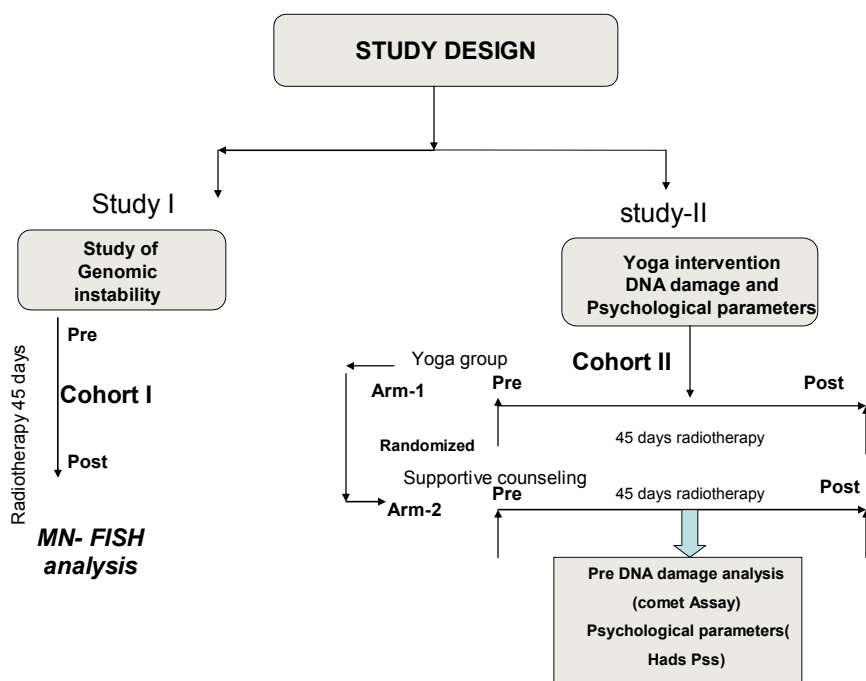 STUDY DESIGN
Study I
Study of
Genomic
instability
Pre
Cohort I
Radiotherapy 45 days
Post
MN- FISH
analysis
study-II
Yoga intervention
DNA damage and
Psychological parameters
Cohort II
Yoga group
Arm-1
Pre
Post
Randomized
45 days radiotherapy
Supportive counseling
Arm-2
Pre
45 days radiotherapy
Post
Pre DNA damage analysis
(comet Assay)
Psychological parameters(
Hads Pss)